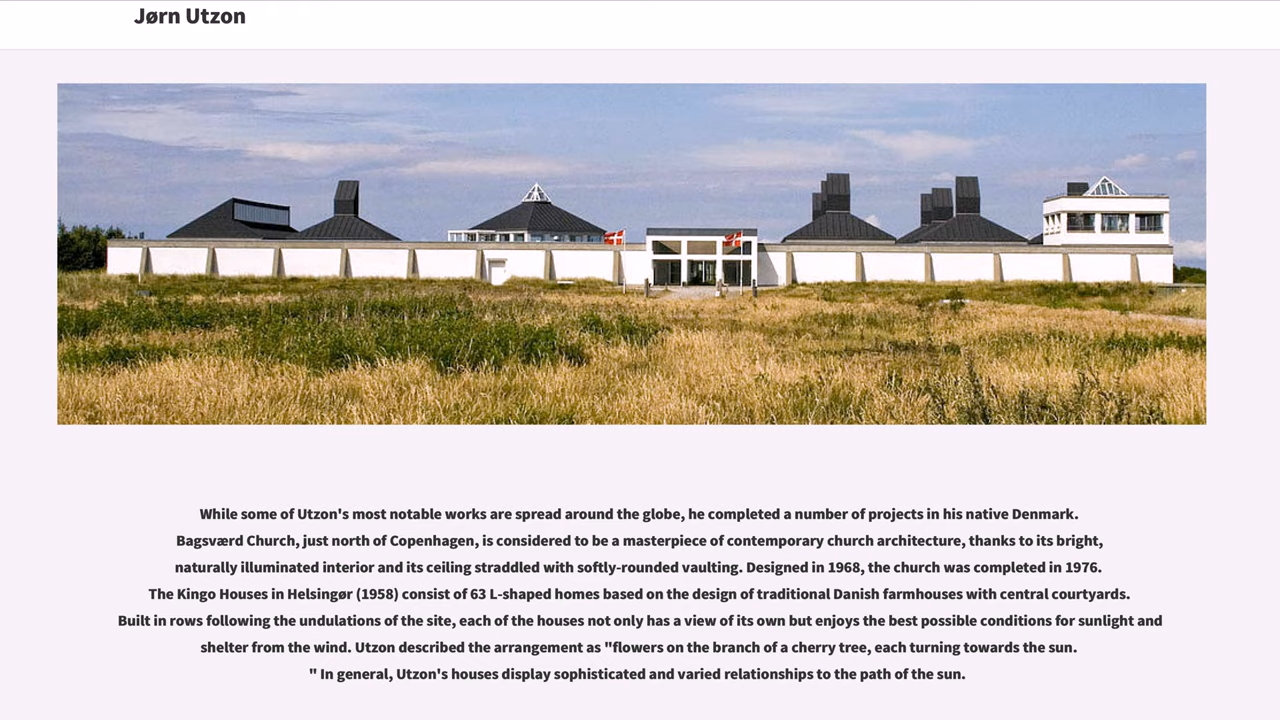 Jørn Utzon
While some of Utzon's most notable works are spread around the globe, he completed a number of projects in his native Denmark.
Bagsværd Church, just north of Copenhagen, is considered to be a masterpiece of contemporary church architecture, thanks to its bright,
naturally illuminated interior and its ceiling straddled with softly-rounded vaulting. Designed in 1968, the church was completed in 1976.
The Kingo Houses in Helsingør (1958) consist of 63 L-shaped homes based on the design of traditional Danish farmhouses with central courtyards.
Built in rows following the undulations of the site, each of the houses not only has a view of its own but enjoys the best possible conditions for sunlight and
shelter from the wind. Utzon described the arrangement as "flowers on the branch of a cherry tree, each turning towards the sun.
" In general, Utzon's houses display sophisticated and varied relationships to the path of the sun.